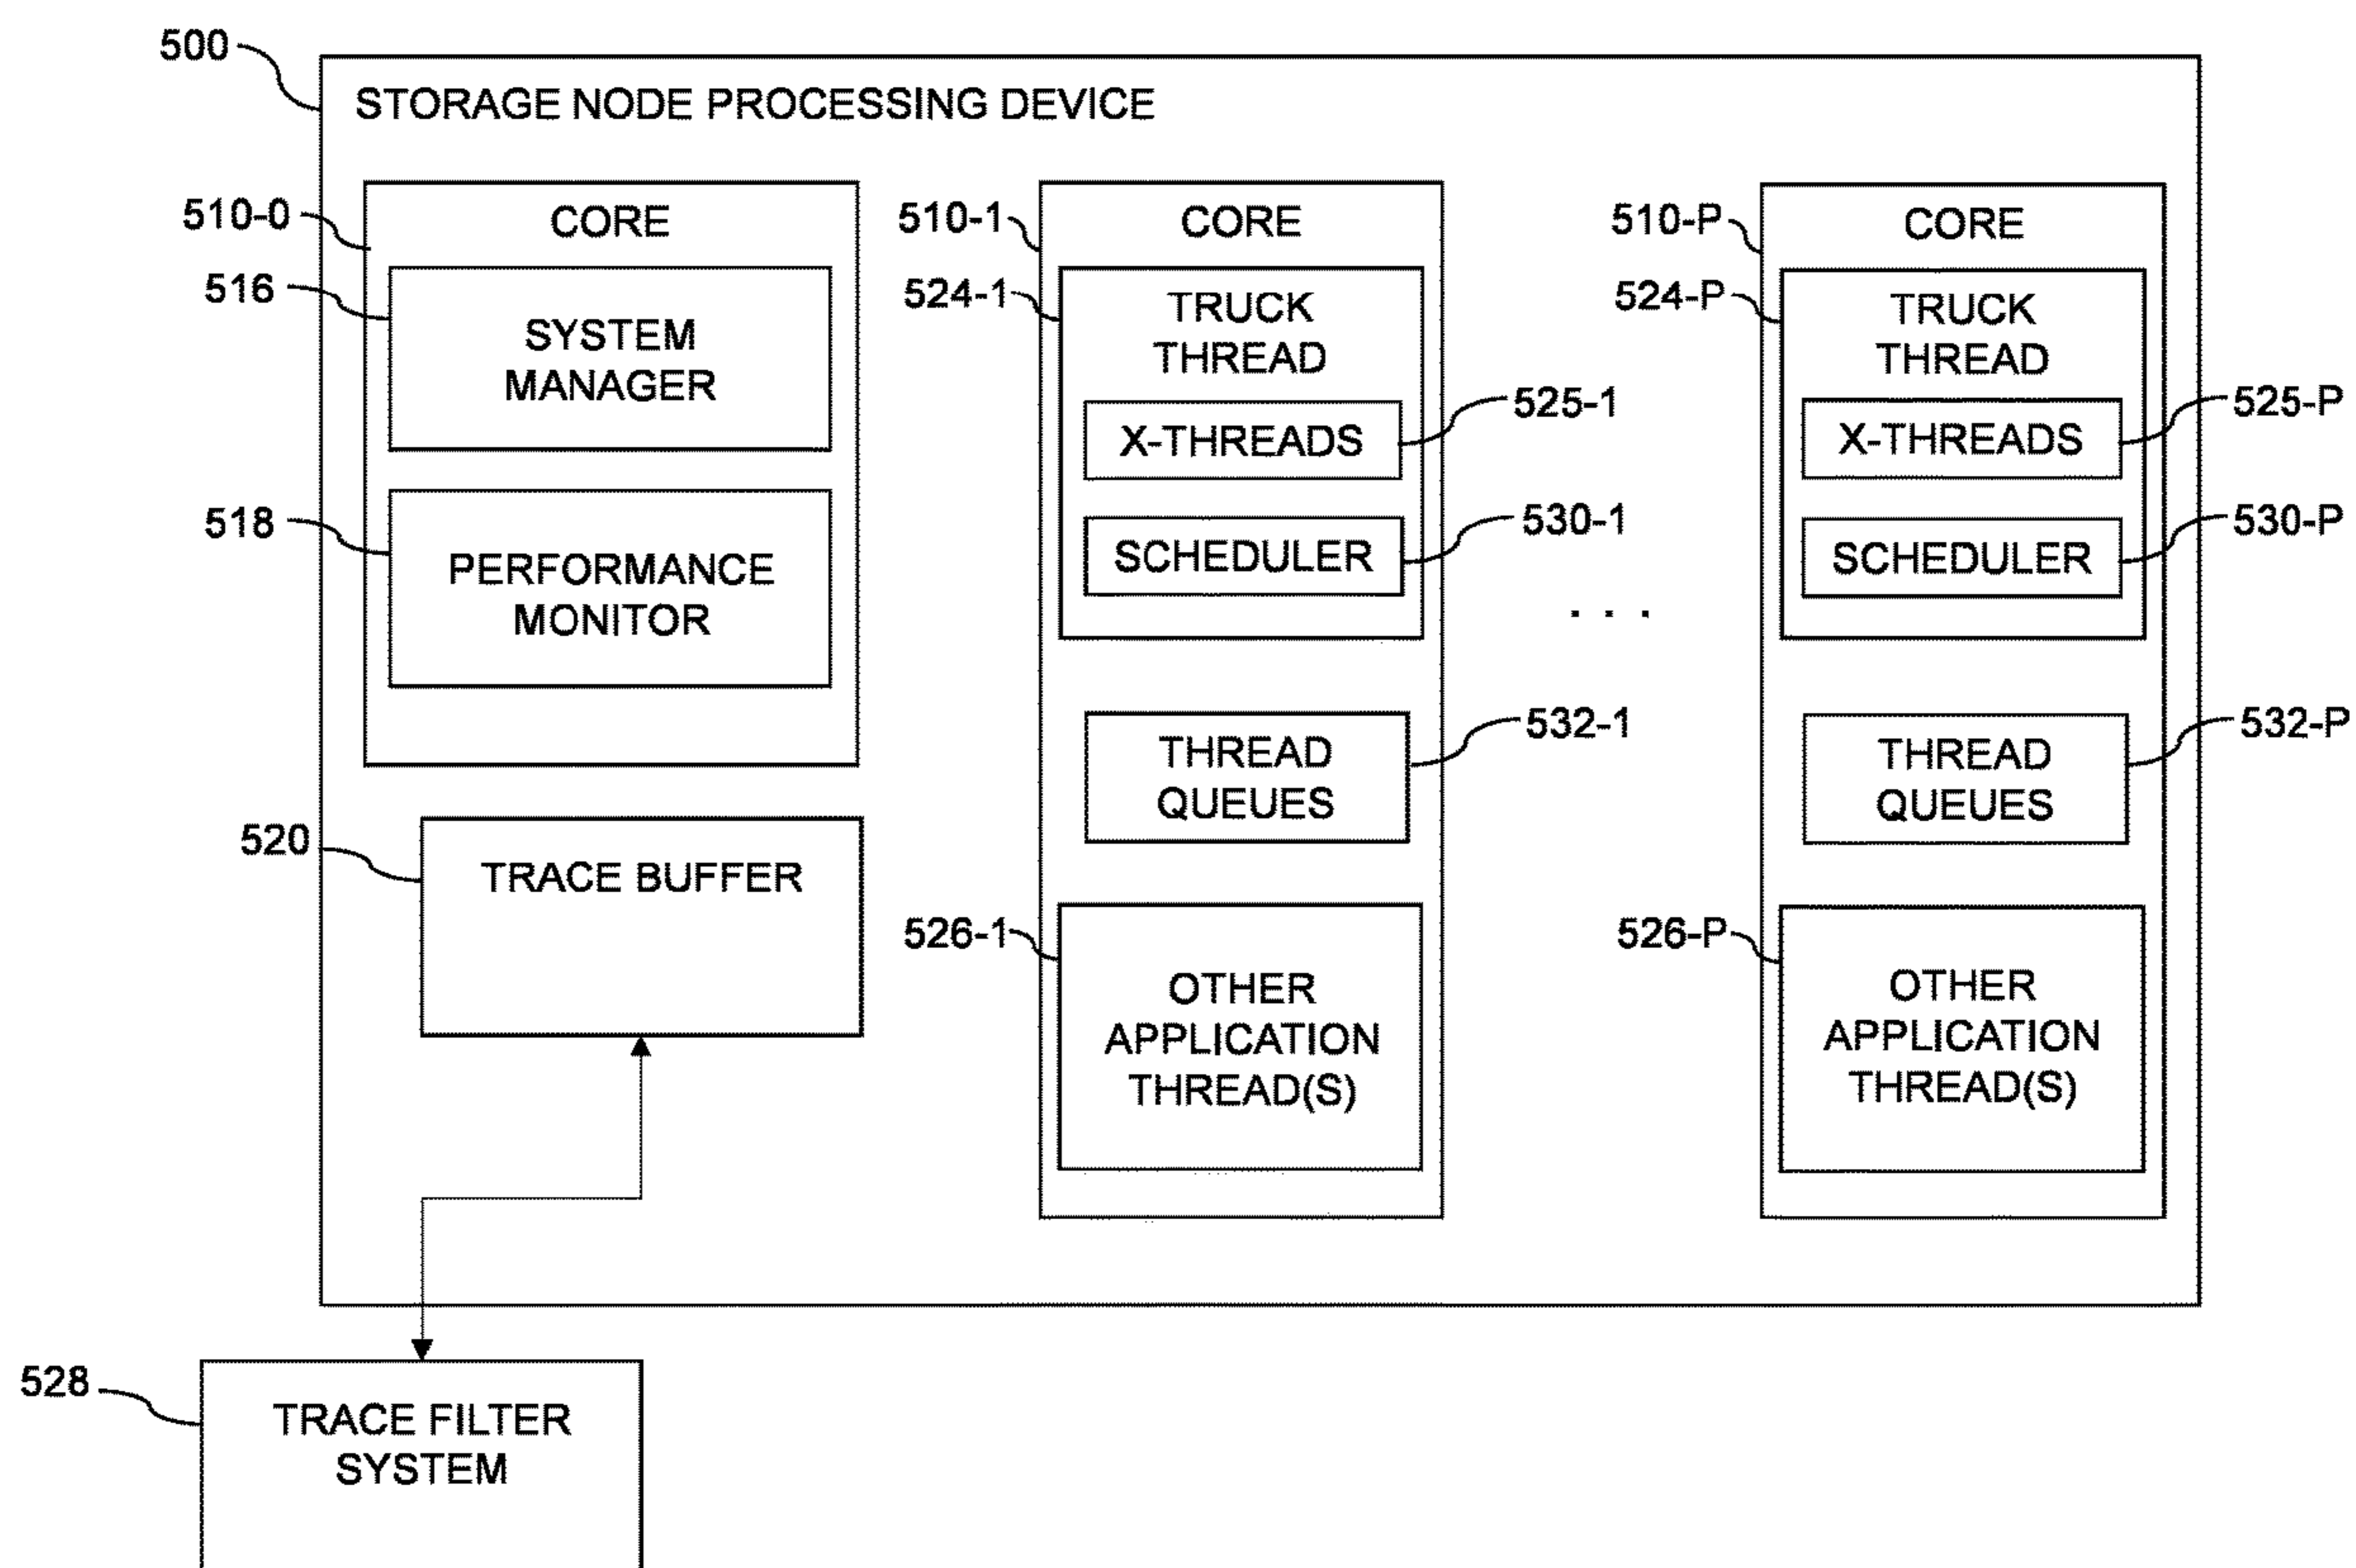 500
STORAGE NODE PROCESSING DEVICE
510-0
CORE
516
SYSTEM
MANAGER
518
PERFORMANCE
MONITOR
520
TRACE BUFFER
510-1
CORE
524-1
TRUCK
THREAD
X-THREADS
525-1
SCHEDULER
530-1
THREAD
QUEUES
532-1
526-1
OTHER
APPLICATION
THREAD(S)
. . .
510-P
CORE
524-P
TRUCK
THREAD
X-THREADS
525-P
SCHEDULER
530-P
THREAD
QUEUES
532-P
526-P
OTHER
APPLICATION
THREAD(S)
528
TRACE FILTER
SYSTEM